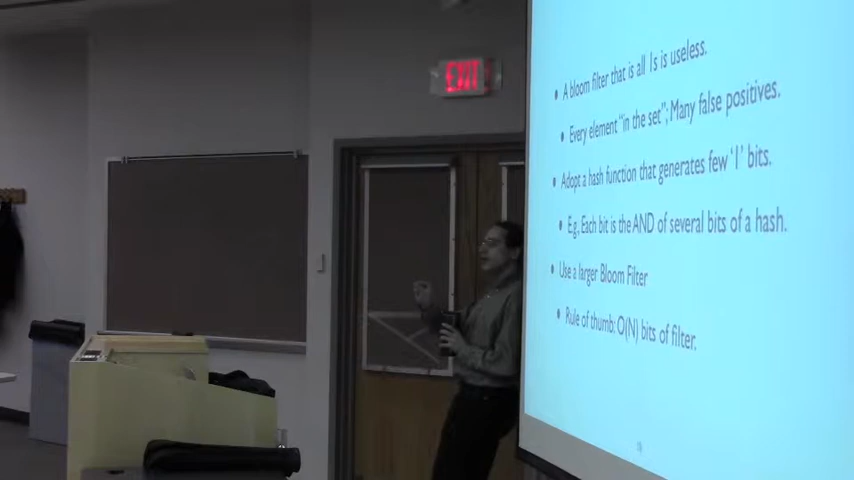 EXIT
• A bloom filter that is all 1s is useless.
• Every element "in the set"; Many false positives.
• Adopt a hash function that generates few '1' bits.
• E.g, Each bit is the AND of several bits of a hash.
• Use a larger Bloom Filter
• Rule of thumb: O(N) bits of filter.